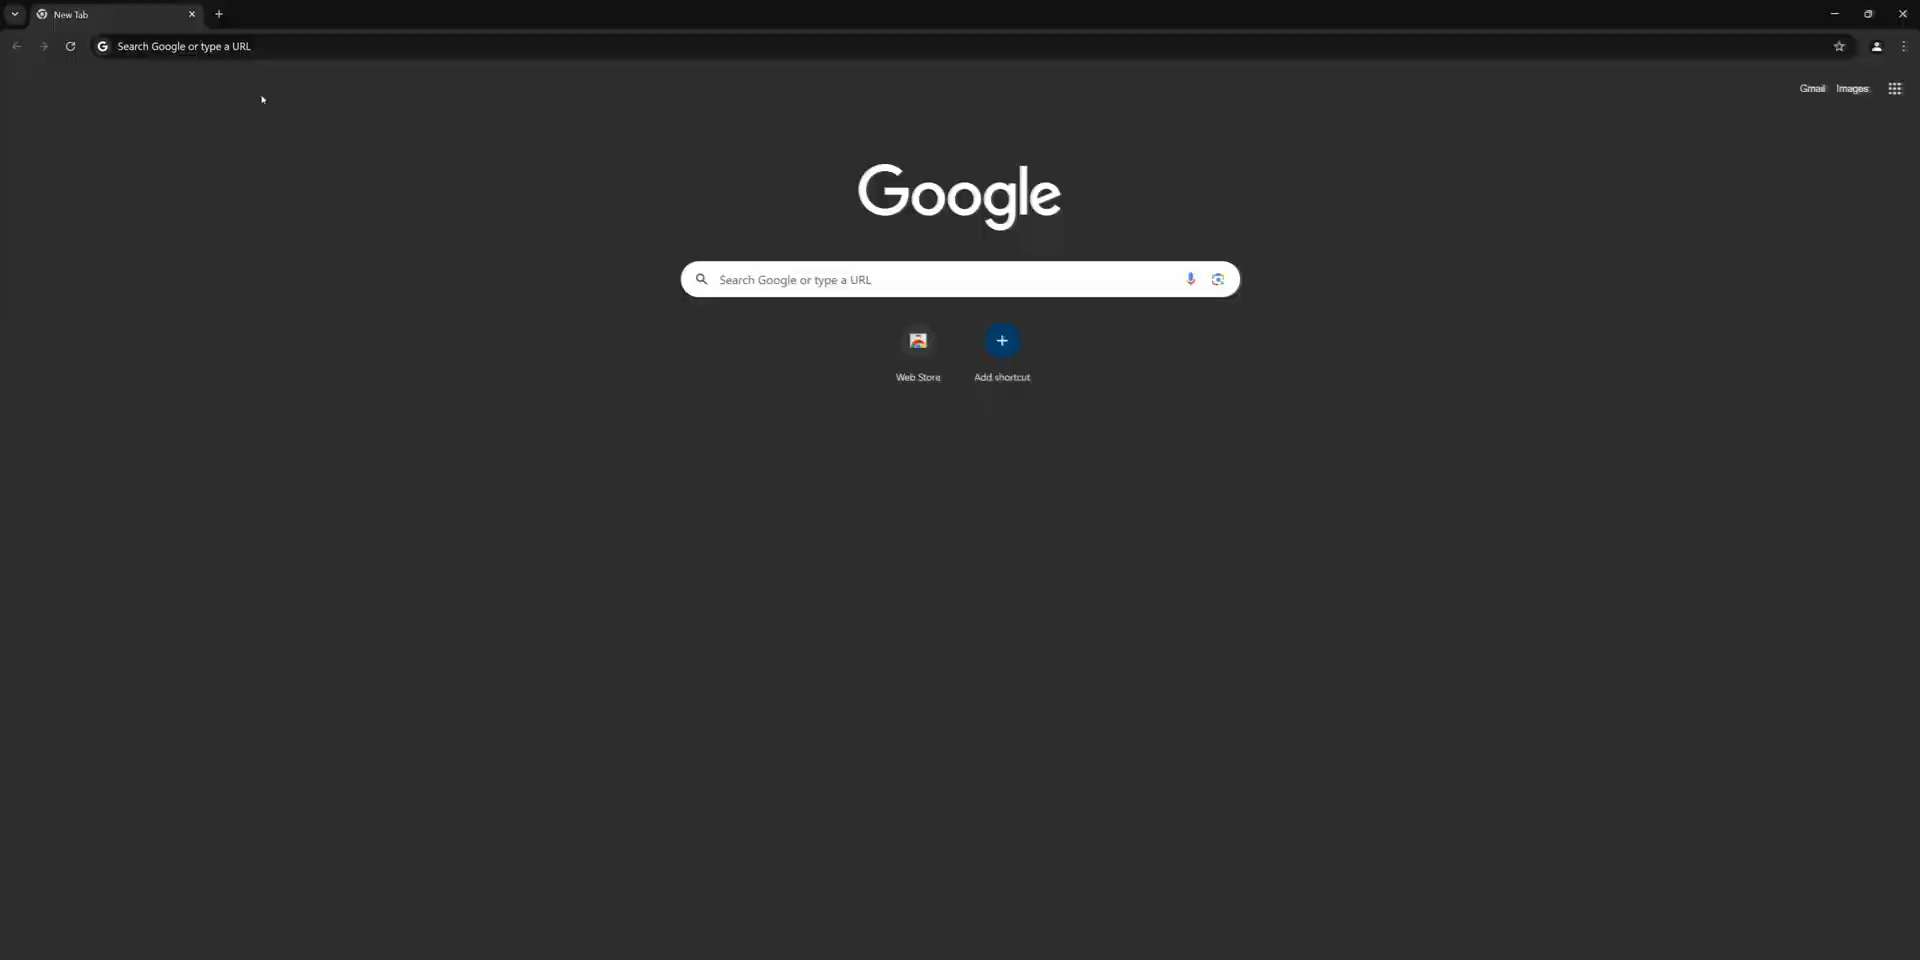 New Tab
Search Google or type a URL
Gmail Images
Google
Search Google or type a URL
Web Store Add shortcut